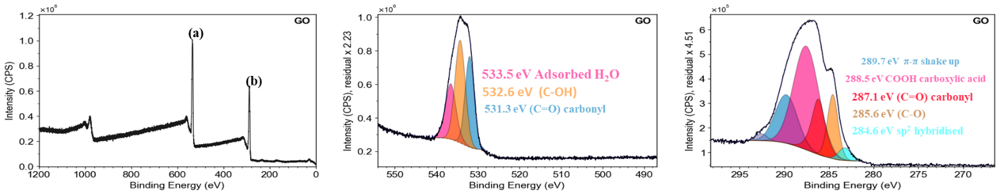 ×10⁶
1.2
1.0
0.8
0.6
0.4
0.2
0.0
Intensity (CPS)
GO
(a)
(b)
1200 1000 800 600 400 200 0
Binding Energy (eV)
×10⁶
1.0
0.8
0.6
0.4
0.2
Intensity (CPS), residual x 2.23
GO
533.5 eV Adsorbed H₂O
532.6 eV (C-OH)
531.3 eV (C=O) carbonyl
550 540 530 520 510 500 490
Binding Energy (eV)
×10⁵
6
5
4
3
2
1
Intensity (CPS), residual x 4.51
GO
289.7 eV π-π shake up
288.5 eV COOH carboxylic acid
287.1 eV (C=O) carbonyl
285.6 eV (C-O)
284.6 eV sp² hybridised
295 290 285 280 275 270
Binding Energy (eV)